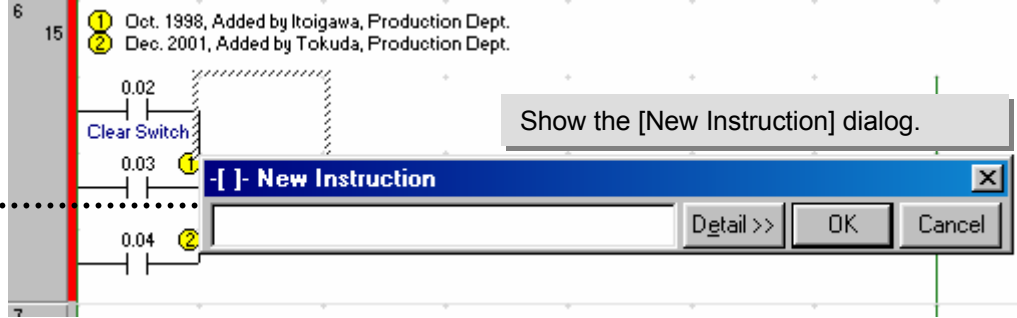 6
15
1 Oct. 1998, Added by Itoigawa, Production Dept.
2 Dec. 2001, Added by Tokuda, Production Dept.
0.02
Clear Switch
Show the [New Instruction] dialog.
0.03 1
-[ ]- New Instruction
Detail >> OK Cancel
0.04 2
7